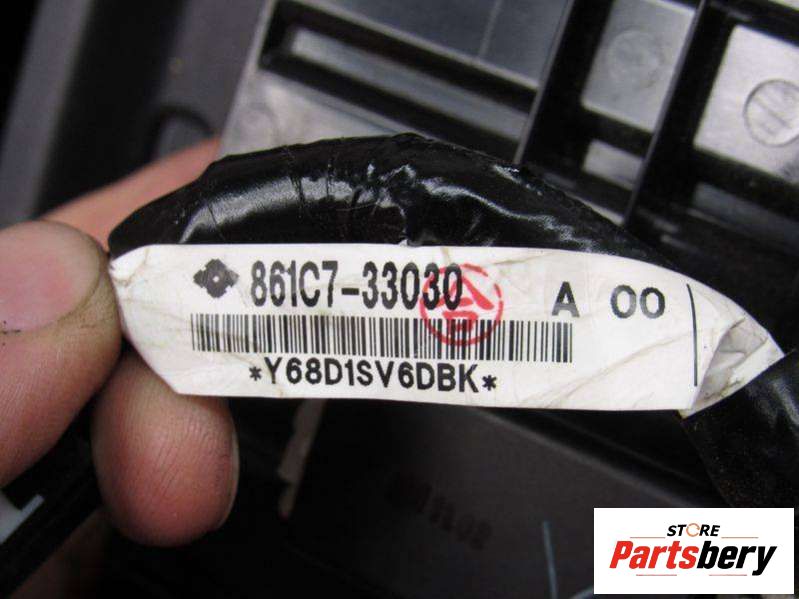 861C7-33030 A 00
*Y68D1SV6DBK*
STORE
Partsbery